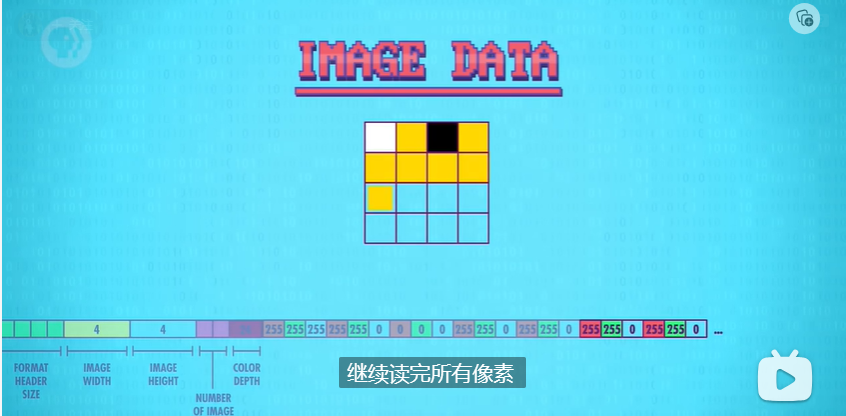 IMAGE DATA
4 4 255 255 255 255 255 0 0 0 0 255 255 0 255 255 0 255 255 0 255 255 0 ...
FORMAT
HEADER
SIZE
IMAGE
WIDTH
IMAGE
HEIGHT
NUMBER
OF IMAGE
COLOR
DEPTH
继续读完所有像素